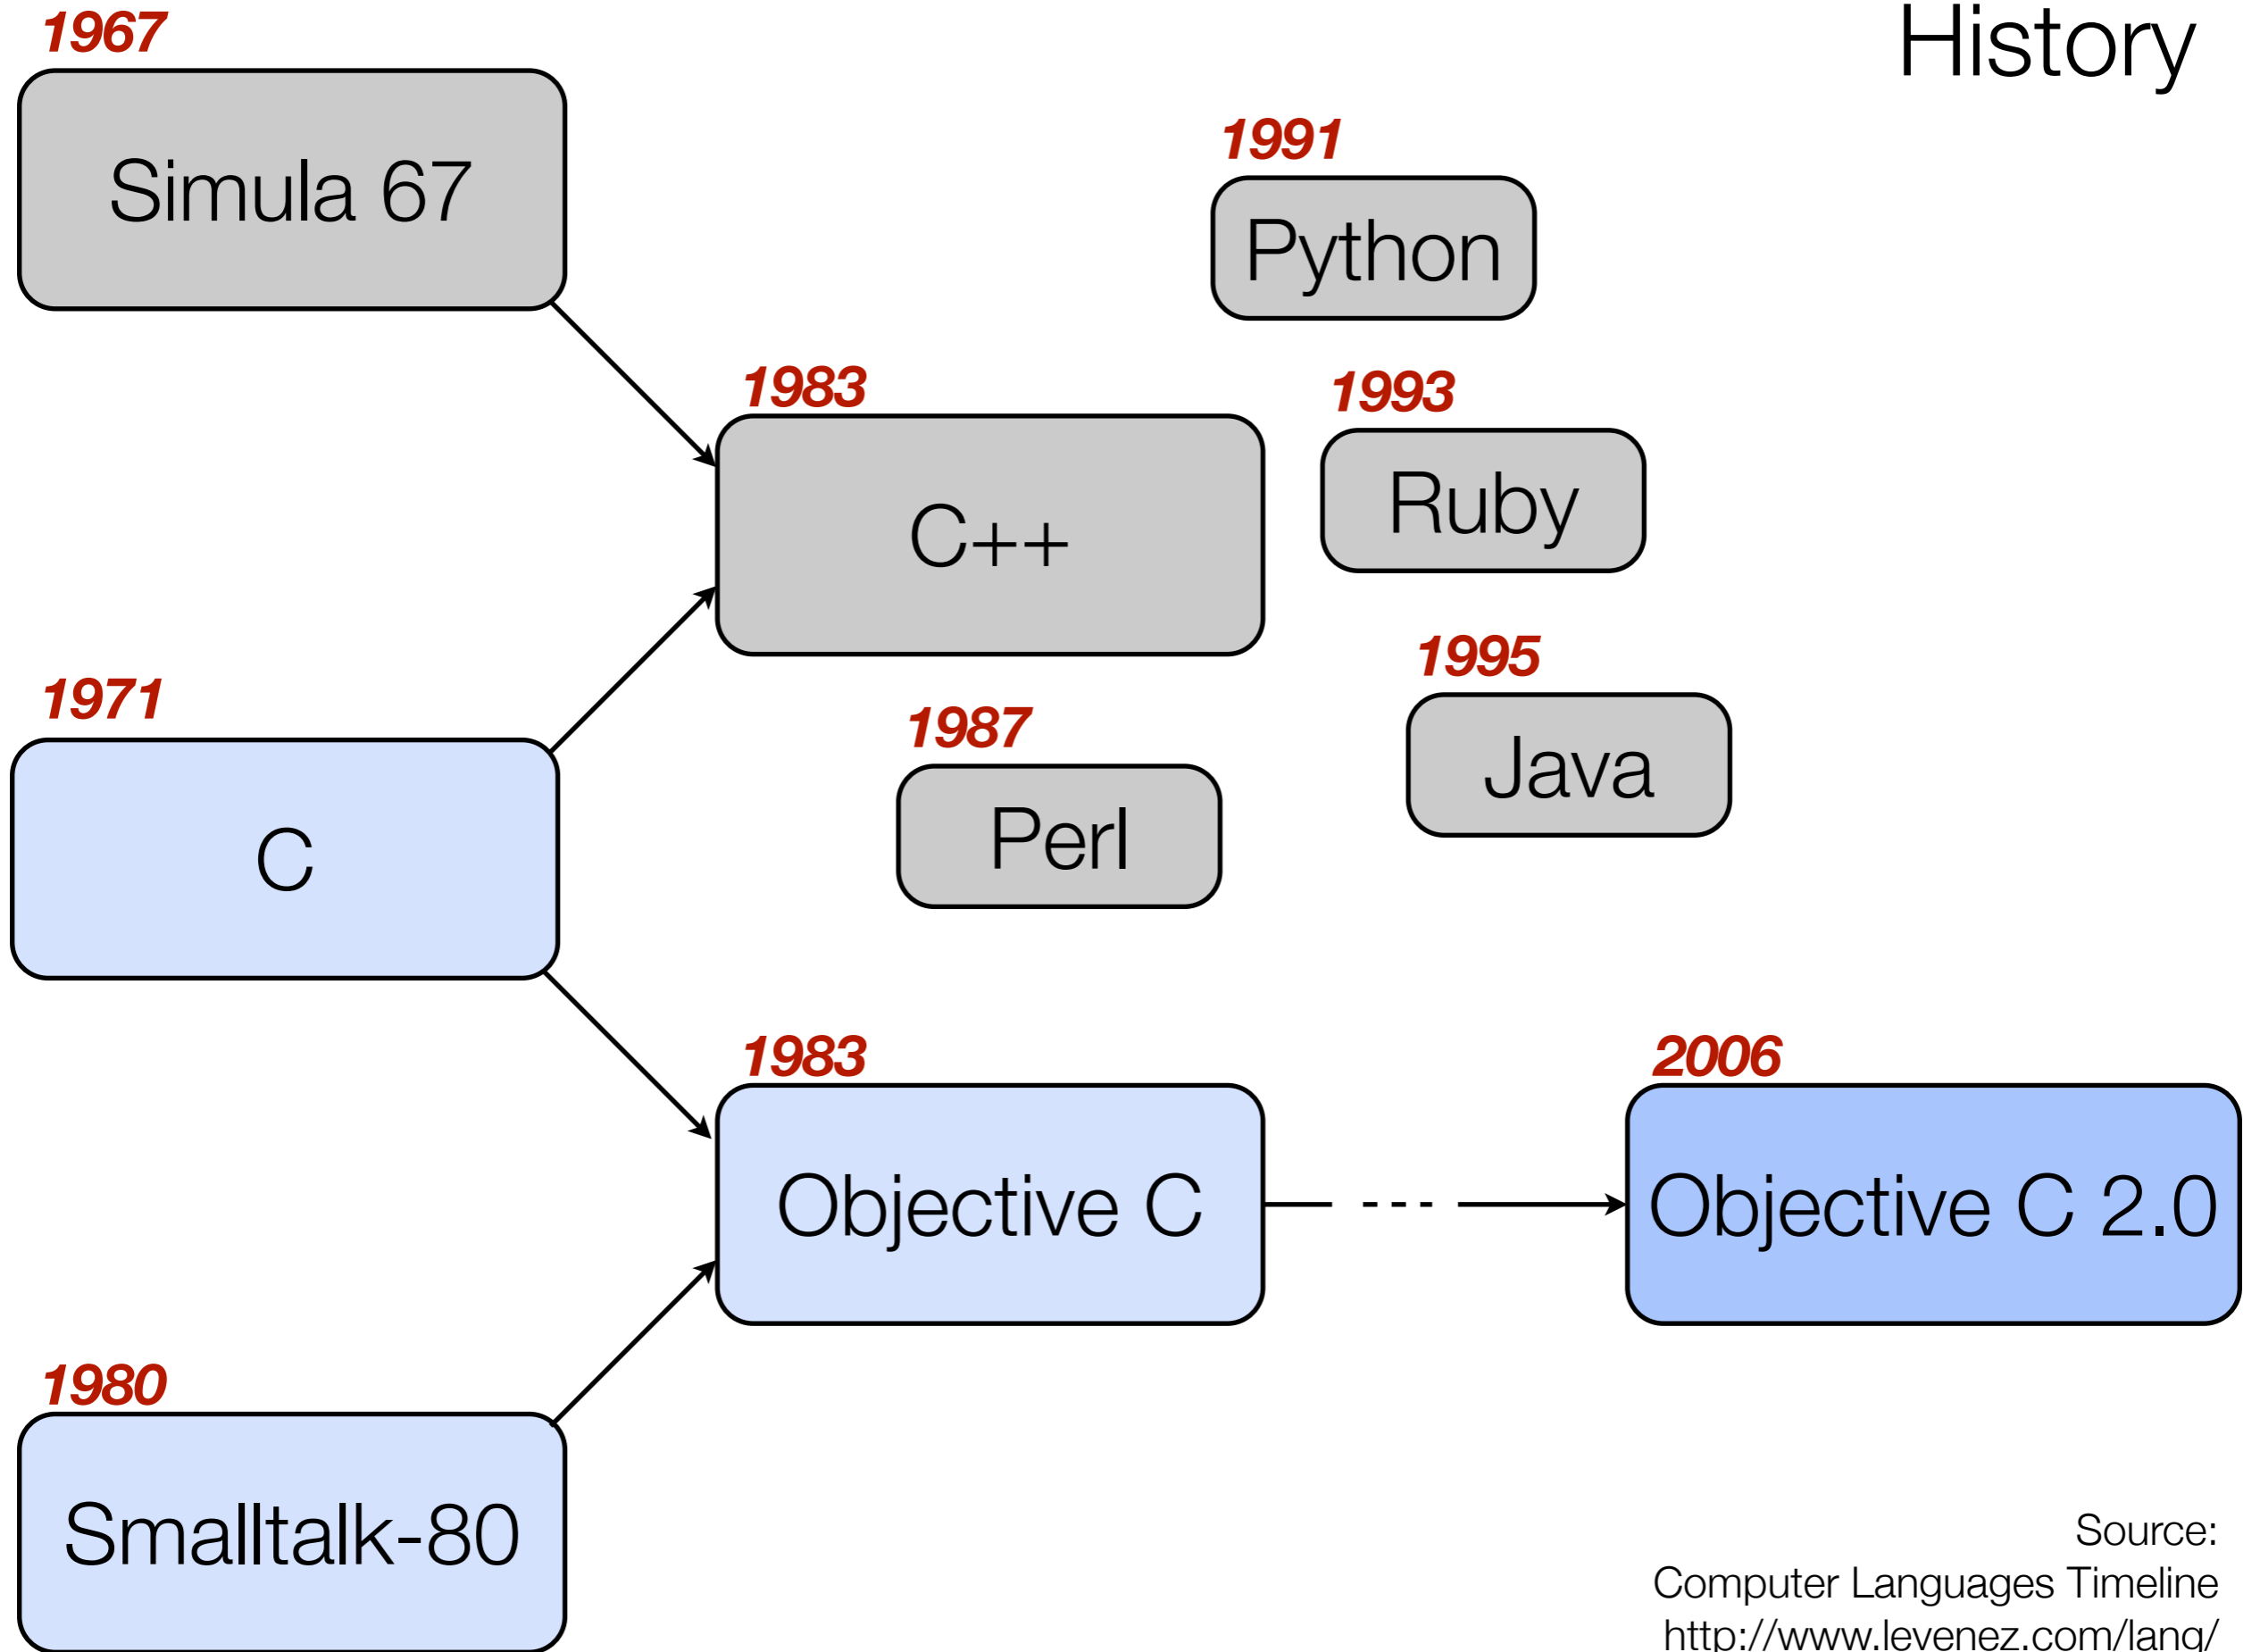 History
1967
Simula 67
1991
Python
1983
C++
1993
Ruby
1971
C
1987
Perl
1995
Java
1983
Objective C
2006
Objective C 2.0
1980
Smalltalk-80
Source:
Computer Languages Timeline
http://www.levenez.com/lang/